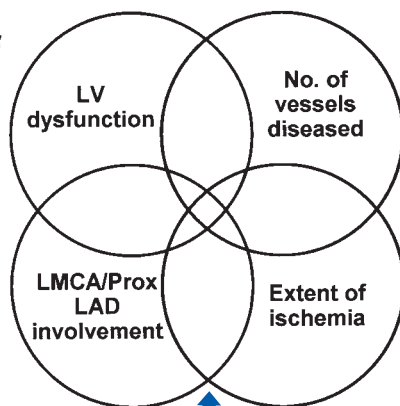 LV
dysfunction
No. of
vessels
diseased
LMCA/Prox
LAD
involvement
Extent of
ischemia